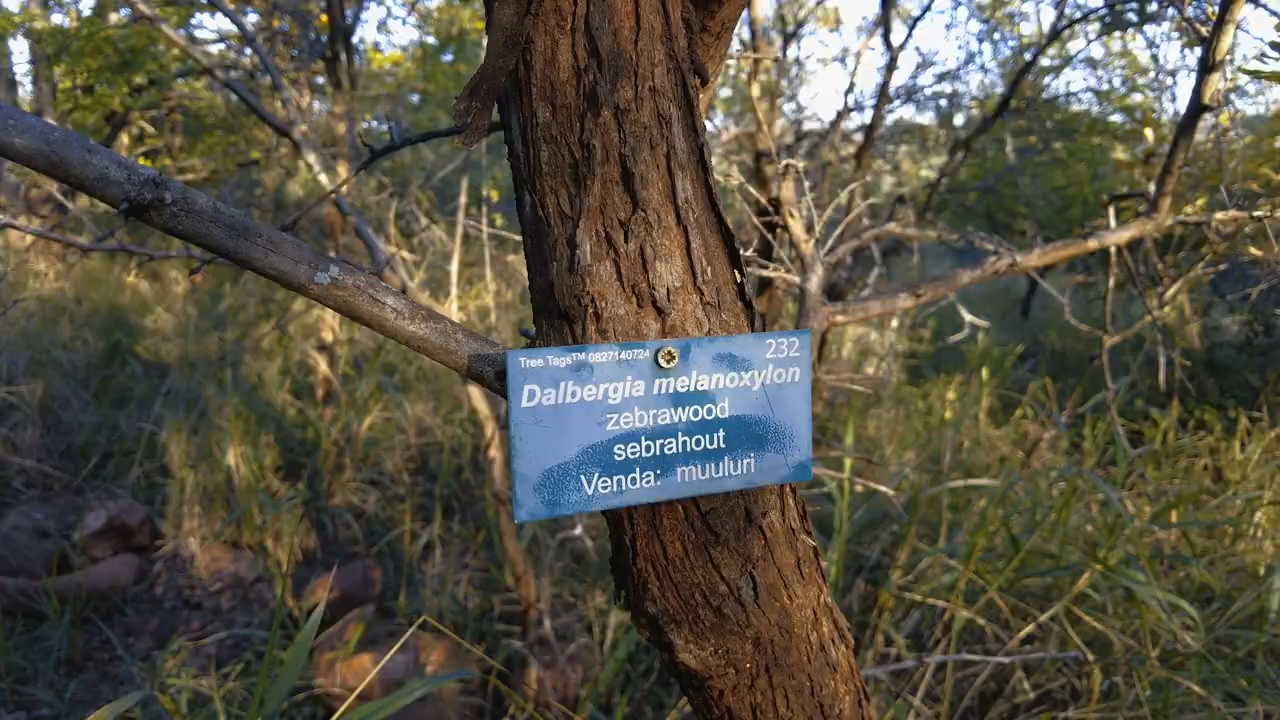 Tree Tags™ 0827140724 232
Dalbergia melanoxylon
zebrawood
sebrahout
Venda: muuluri